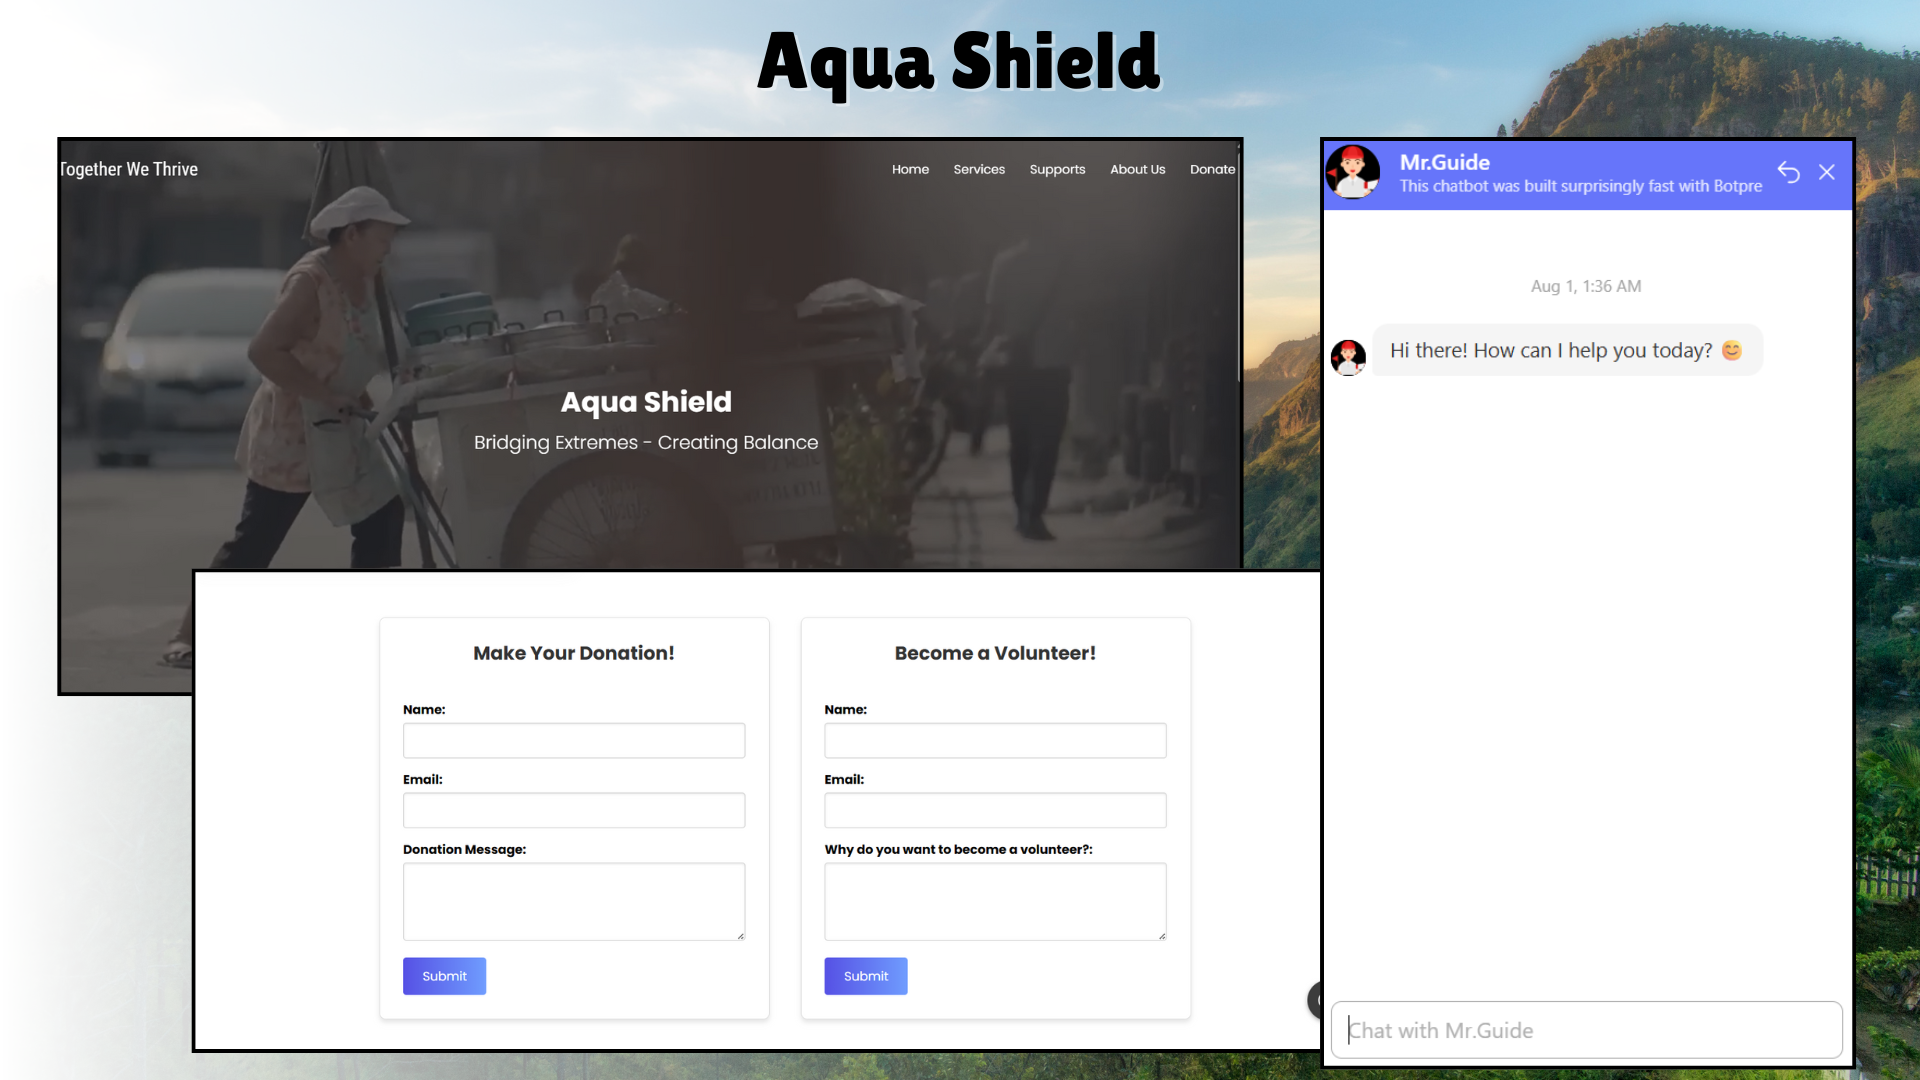 Aqua Shield
Together We Thrive
Home Services Supports About Us Donate
Aqua Shield
Bridging Extremes - Creating Balance
Make Your Donation!
Name:
Email:
Donation Message:
Submit
Become a Volunteer!
Name:
Email:
Why do you want to become a volunteer?:
Submit
Mr.Guide
This chatbot was built surprisingly fast with Botpre
Aug 1, 1:36 AM
Hi there! How can I help you today? 😊
Chat with Mr.Guide